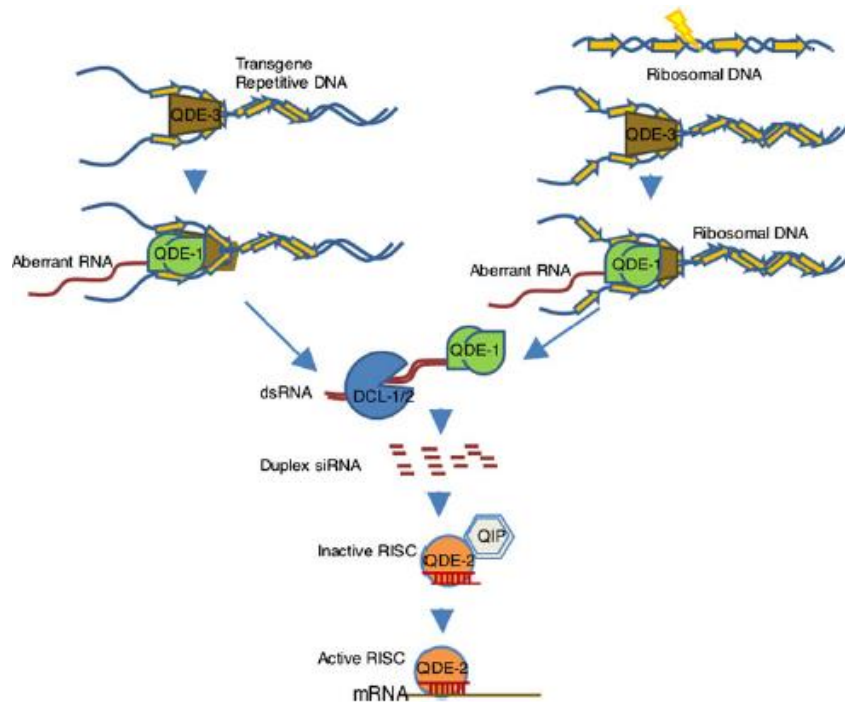 Transgene
Repetitive DNA
Ribosomal DNA
QDE-3
QDE-3
Aberrant RNA
QDE-1
Ribosomal DNA
Aberrant RNA
QDE-1
QDE-1
dsRNA
DCL-1/2
Duplex siRNA
Inactive RISC
QIP
QDE-2
Active RISC
QDE-2
mRNA